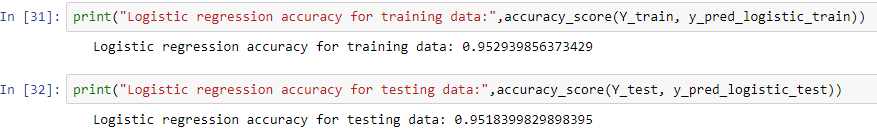 In [31]: print("Logistic regression accuracy for training data:",accuracy_score(Y_train, y_pred_logistic_train))
Logistic regression accuracy for training data: 0.952939856373429
In [32]: print("Logistic regression accuracy for testing data:",accuracy_score(Y_test, y_pred_logistic_test))
Logistic regression accuracy for testing data: 0.9518399829898395